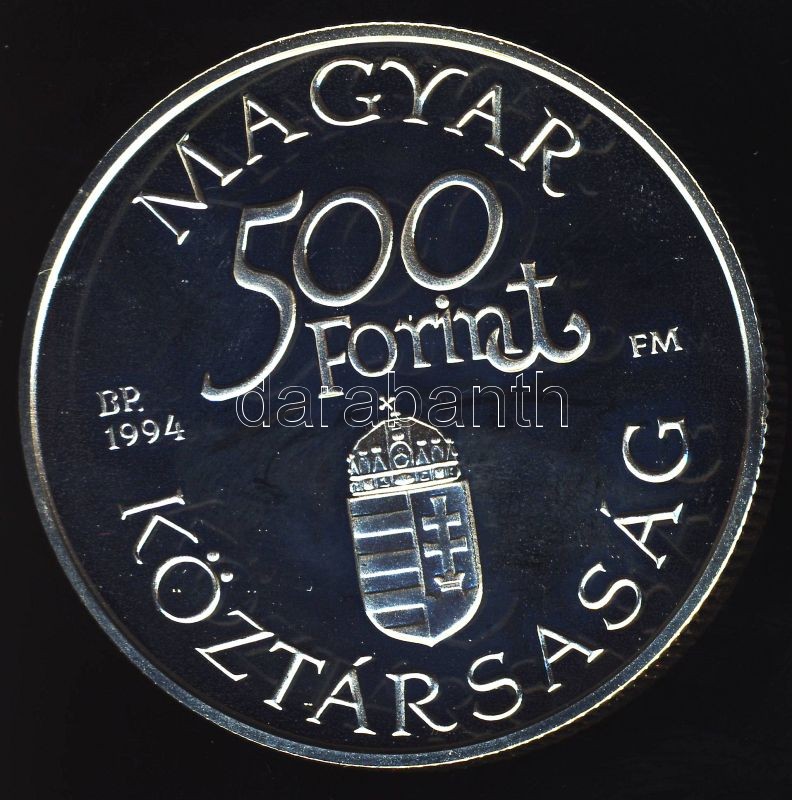 MAGYAR
500
Forint
FM
BP.
1994
darabanth
KÖZTÁRSASÁG